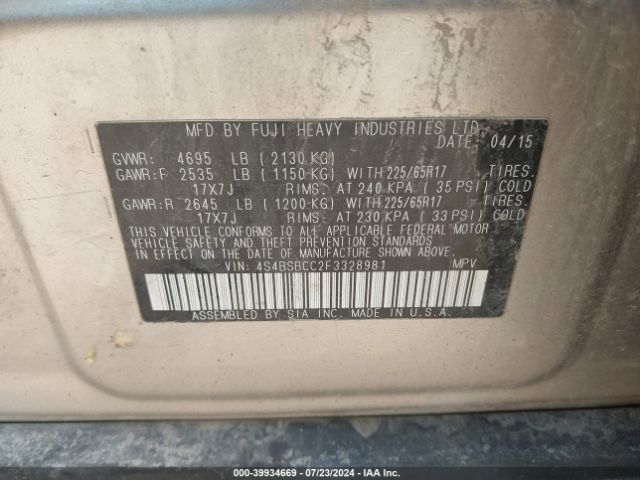 MFD BY FUJI HEAVY INDUSTRIES LTD.
DATE: 04/15
GVWR: 4695 LB (2130 KG)
GAWR:F 2535 LB (1150 KG) WITH 225/65R17 TIRES.
17X7J RIMS. AT 240 KPA ( 35 PSI) COLD
GAWR:R 2645 LB (1200 KG) WITH 225/65R17 TIRES.
17X7J RIMS. AT 230 KPA ( 33 PSI) COLD
THIS VEHICLE CONFORMS TO ALL APPLICABLE FEDERAL MOTOR
VEHICLE SAFETY AND THEFT PREVENTION STANDARDS
IN EFFECT ON THE DATE OF MANUFACTURE SHOWN ABOVE.
VIN: 4S4BSBCC2F3328981 MPV
ASSEMBLED BY SIA INC. MADE IN U.S.A.
000-39934669 - 07/23/2024 - IAA Inc.